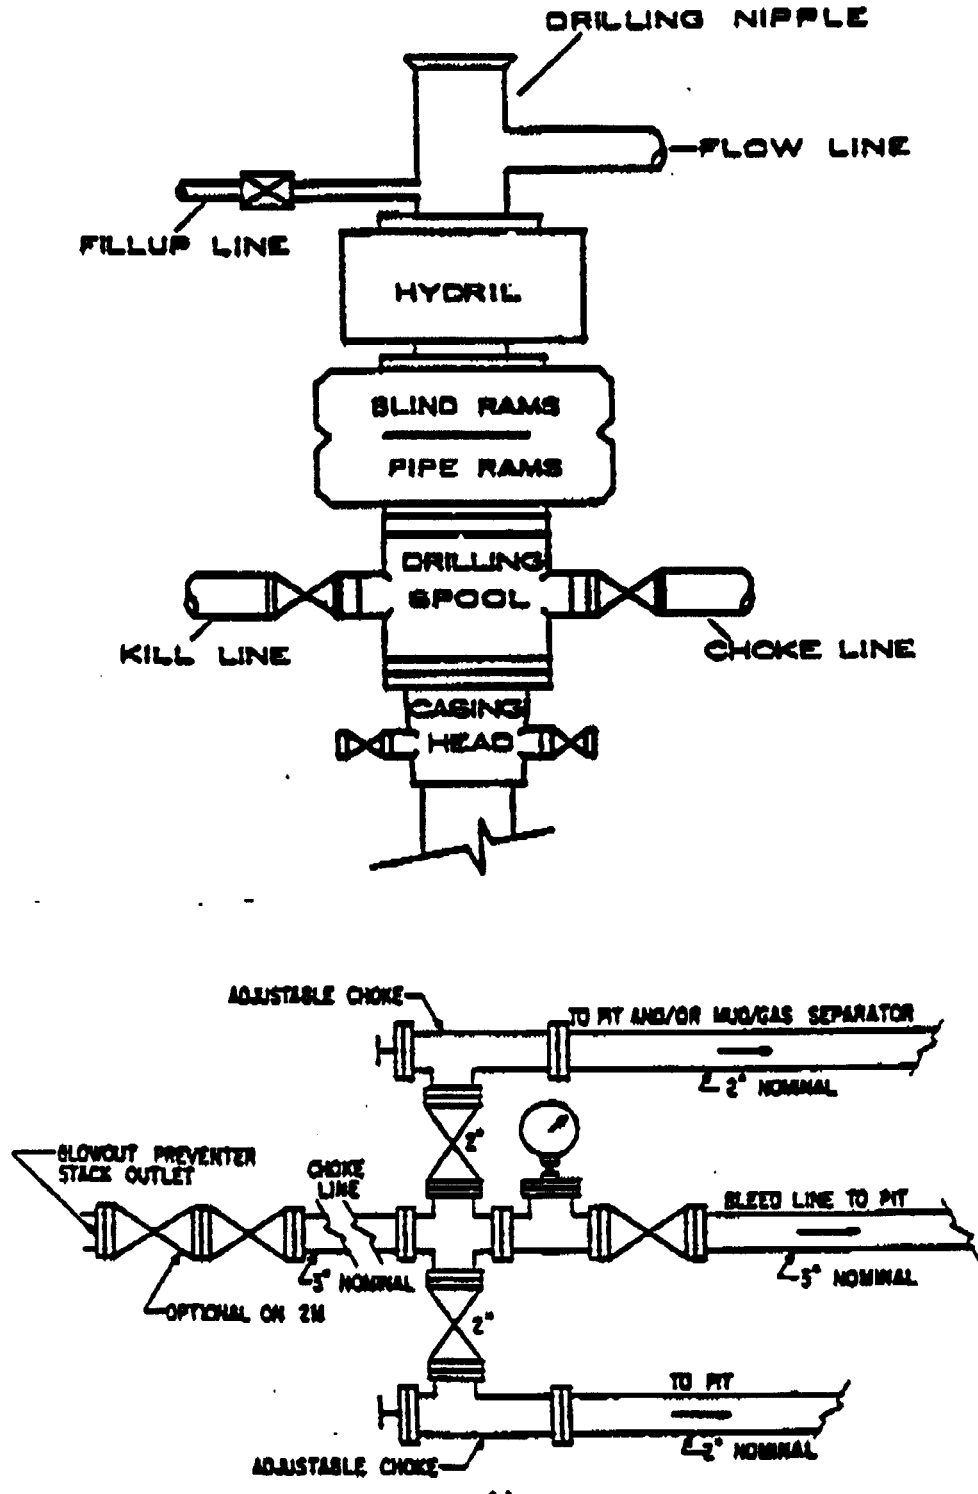 DRILLING NIPPLE
FLOW LINE
FILLUP LINE
HYDRIL
BLIND RAMS
PIPE RAMS
DRILLING
SPOOL
KILL LINE
CHOKE LINE
CASING
HEAD
ADJUSTABLE CHOKE
TO PIT AND/OR MUD/GAS SEPARATOR
2" NOMINAL
2"
BLOWOUT PREVENTER
STACK OUTLET
CHOKE
LINE
BLEED LINE TO PIT
3" NOMINAL
3" NOMINAL
OPTIONAL ON 2M
2"
TO PIT
2" NOMINAL
ADJUSTABLE CHOKE